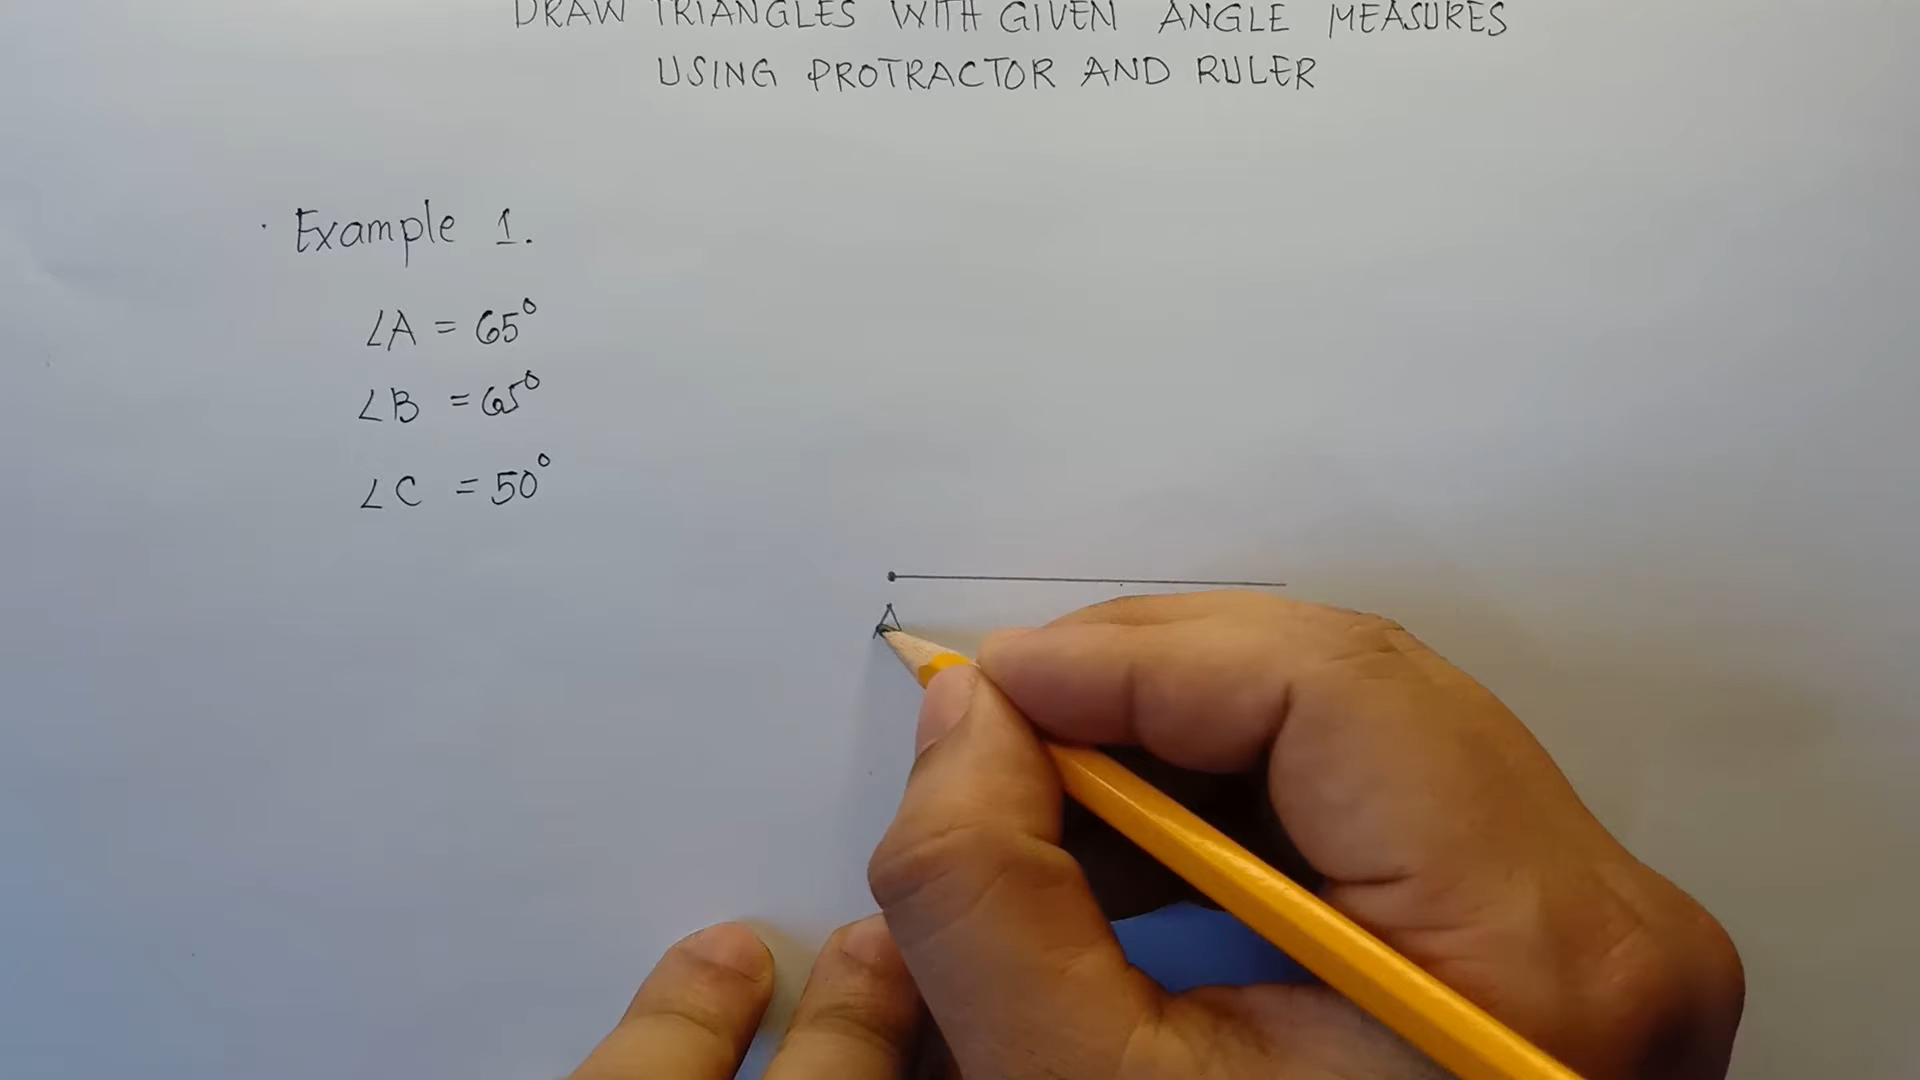 DRAW TRIANGLES WITH GIVEN ANGLE MEASURES
USING PROTRACTOR AND RULER
Example 1.
∠A = 65°
∠B = 65°
∠C = 50°
A